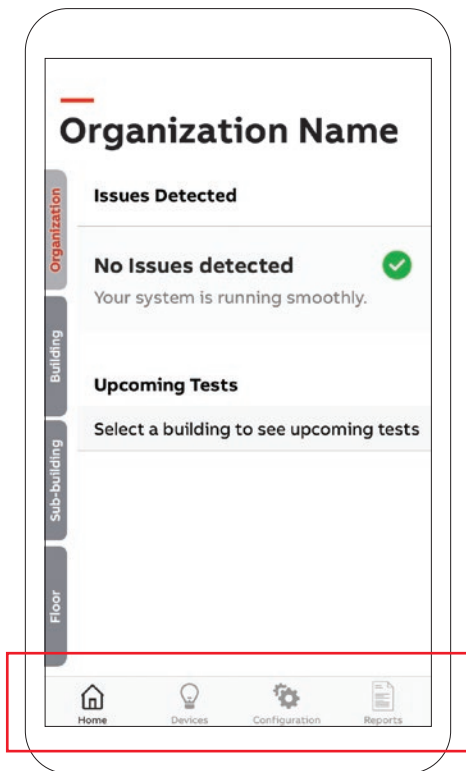 Organization Name
Organization
Issues Detected
No Issues detected
Your system is running smoothly.
Building
Upcoming Tests
Select a building to see upcoming tests
Sub-building
Floor
Home
Devices
Configuration
Reports